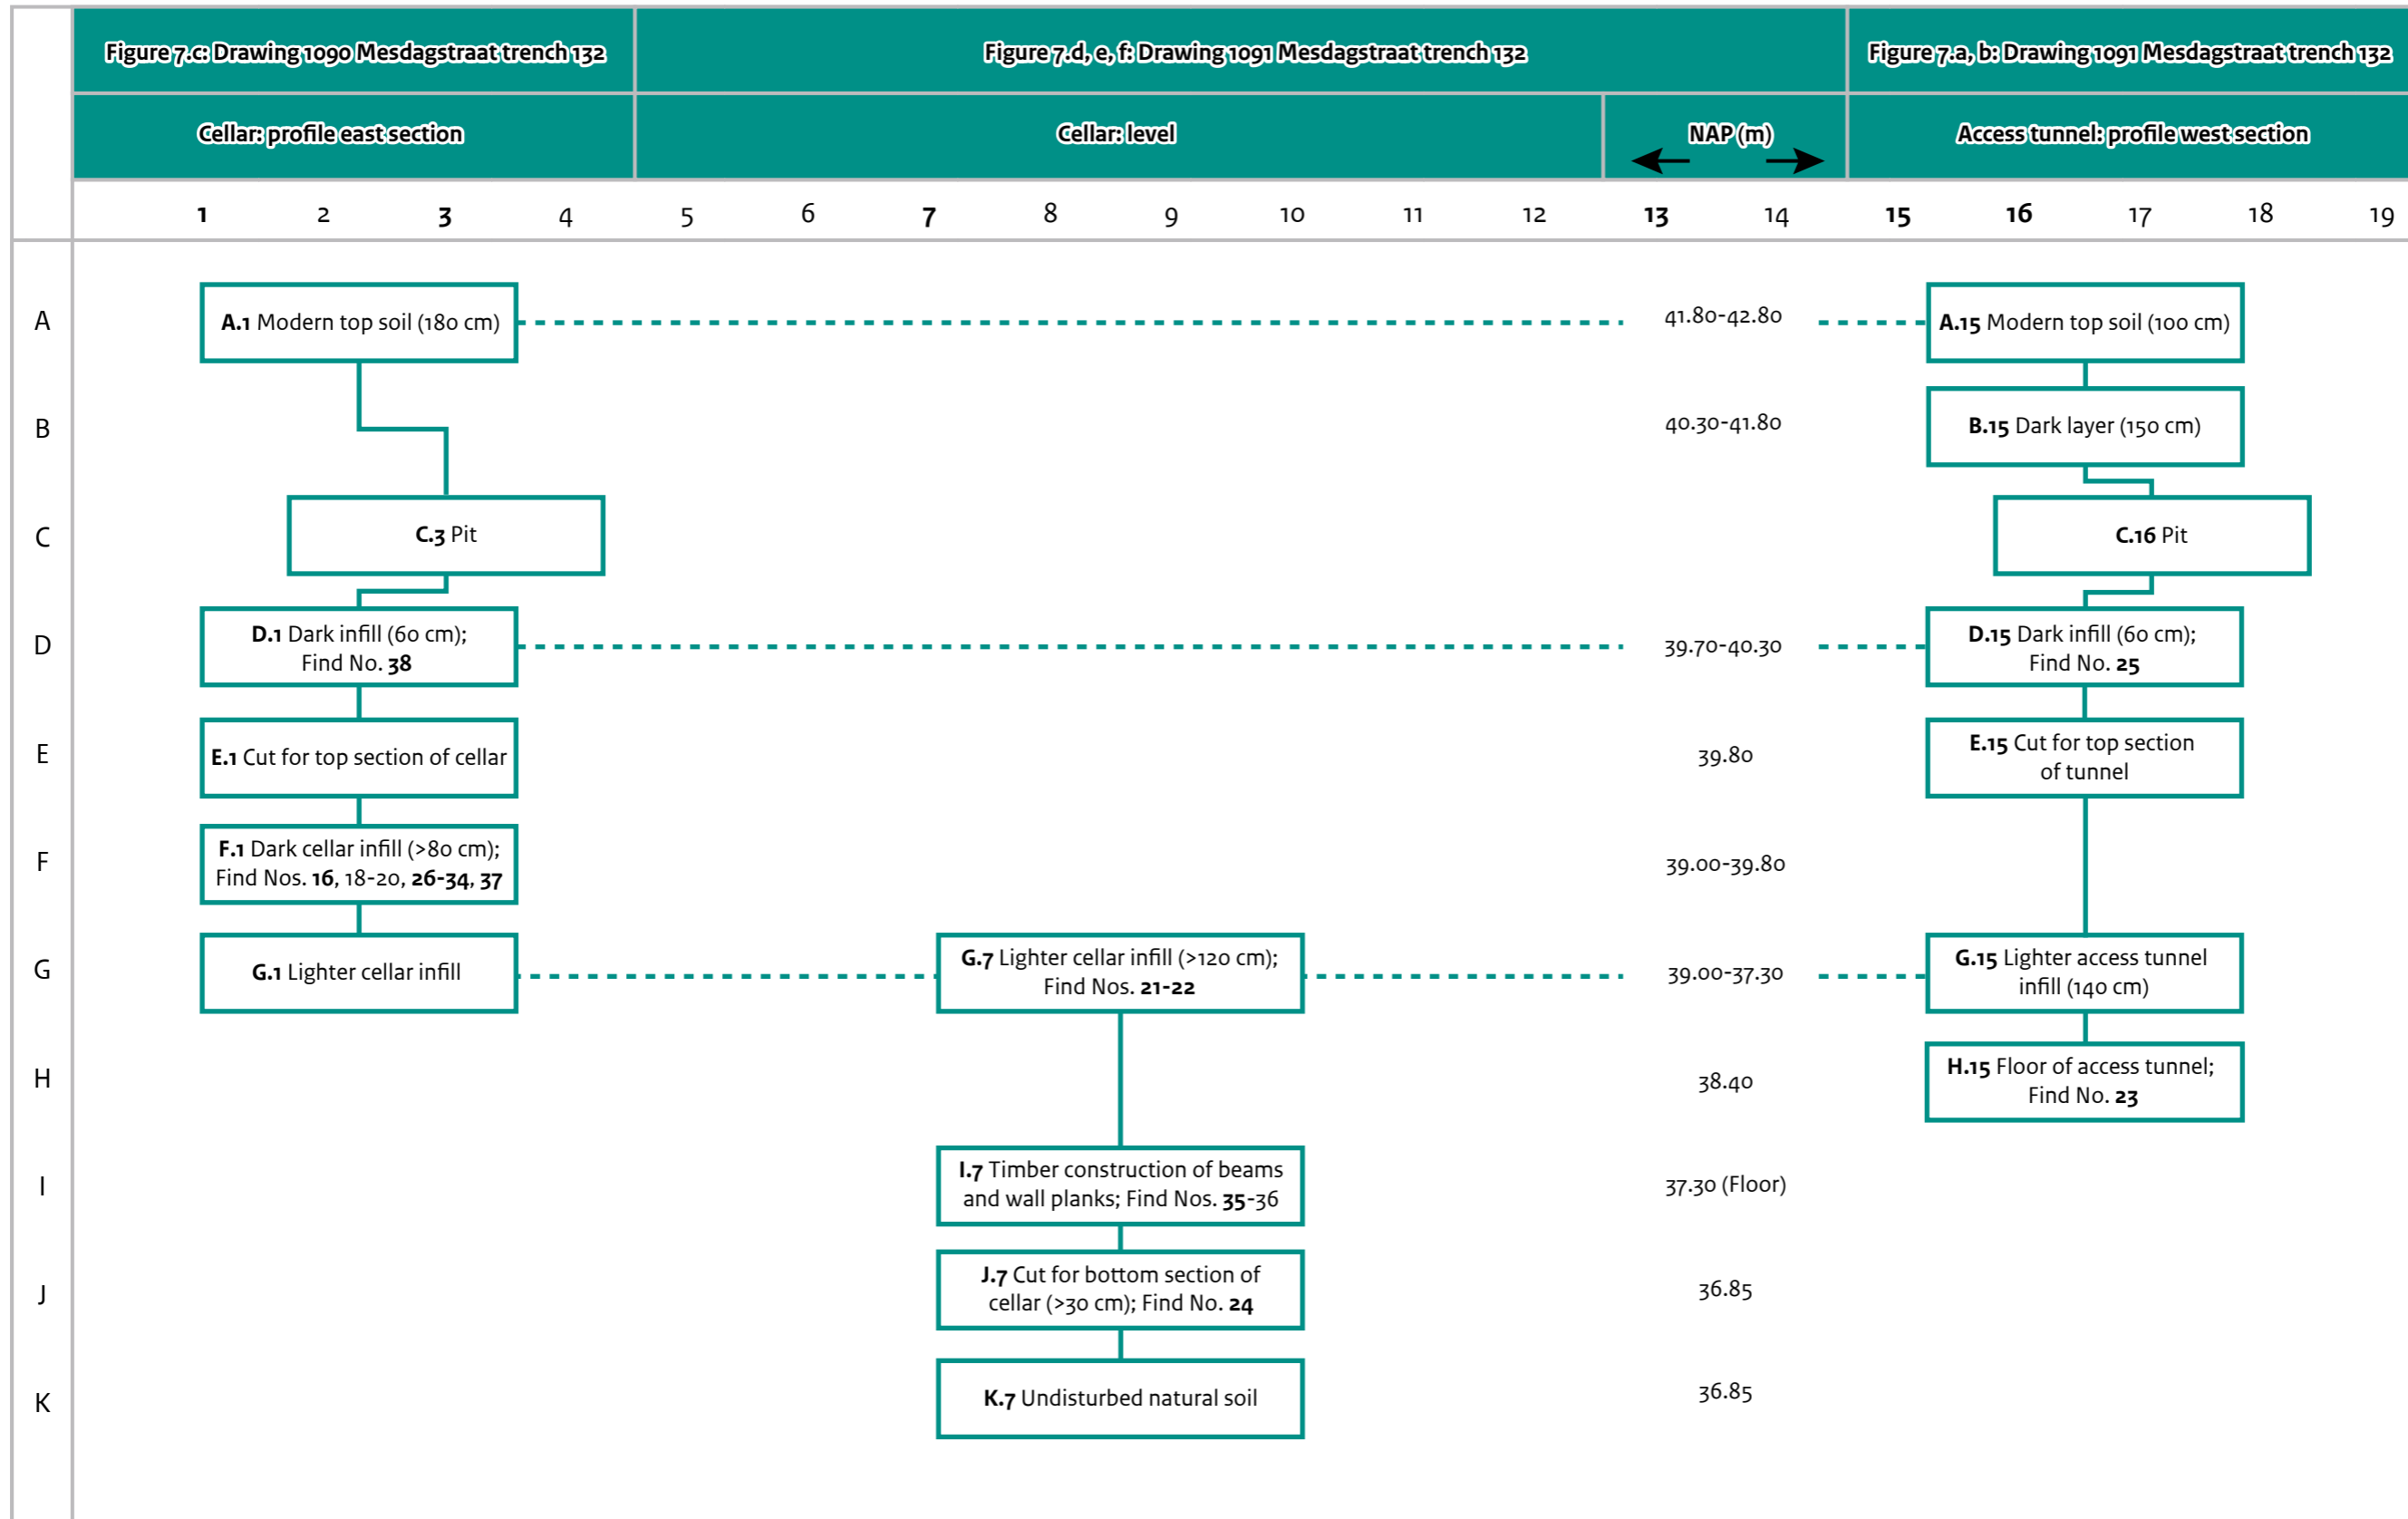 Figure 7.c: Drawing 1090 Mesdagstraat trench 132
Figure 7.d, e, f: Drawing 1091 Mesdagstraat trench 132
Figure 7.a, b: Drawing 1091 Mesdagstraat trench 132
Cellar: profile east section
Cellar: level
NAP (m)
Access tunnel: profile west section
1 2 3 4 5 6 7 8 9 10 11 12 13 14 15 16 17 18 19
A
A.1 Modern top soil (180 cm)
41.80-42.80
A.15 Modern top soil (100 cm)
B
40.30-41.80
B.15 Dark layer (150 cm)
C
C.3 Pit
C.16 Pit
D
D.1 Dark infill (60 cm);
Find No. 38
39.70-40.30
D.15 Dark infill (60 cm);
Find No. 25
E
E.1 Cut for top section of cellar
39.80
E.15 Cut for top section
of tunnel
F
F.1 Dark cellar infill (>80 cm);
Find Nos. 16, 18-20, 26-34, 37
39.00-39.80
G
G.1 Lighter cellar infill
G.7 Lighter cellar infill (>120 cm);
Find Nos. 21-22
39.00-37.30
G.15 Lighter access tunnel
infill (140 cm)
H
38.40
H.15 Floor of access tunnel;
Find No. 23
I
I.7 Timber construction of beams
and wall planks; Find Nos. 35-36
37.30 (Floor)
J
J.7 Cut for bottom section of
cellar (>30 cm); Find No. 24
36.85
K
K.7 Undisturbed natural soil
36.85